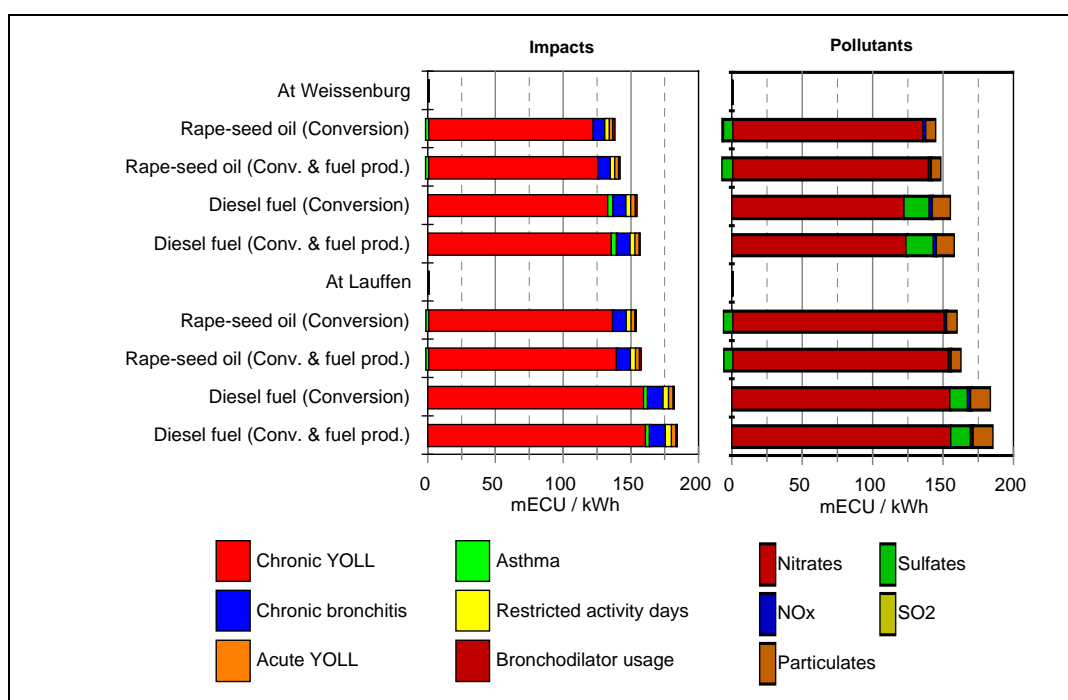 Impacts
Pollutants
At Weissenburg
Rape-seed oil (Conversion)
Rape-seed oil (Conv. & fuel prod.)
Diesel fuel (Conversion)
Diesel fuel (Conv. & fuel prod.)
At Lauffen
Rape-seed oil (Conversion)
Rape-seed oil (Conv. & fuel prod.)
Diesel fuel (Conversion)
Diesel fuel (Conv. & fuel prod.)
0 50 100 150 200
mECU / kWh
0 50 100 150 200
mECU / kWh
Chronic YOLL
Asthma
Chronic bronchitis
Restricted activity days
Acute YOLL
Bronchodilator usage
Nitrates
Sulfates
NOx
SO2
Particulates